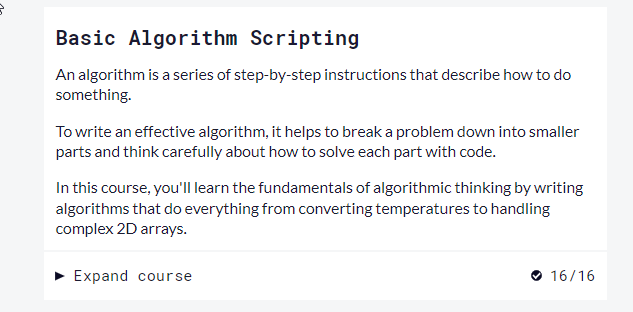 Basic Algorithm Scripting
An algorithm is a series of step-by-step instructions that describe how to do
something.
To write an effective algorithm, it helps to break a problem down into smaller
parts and think carefully about how to solve each part with code.
In this course, you'll learn the fundamentals of algorithmic thinking by writing
algorithms that do everything from converting temperatures to handling
complex 2D arrays.
Expand course 16/16